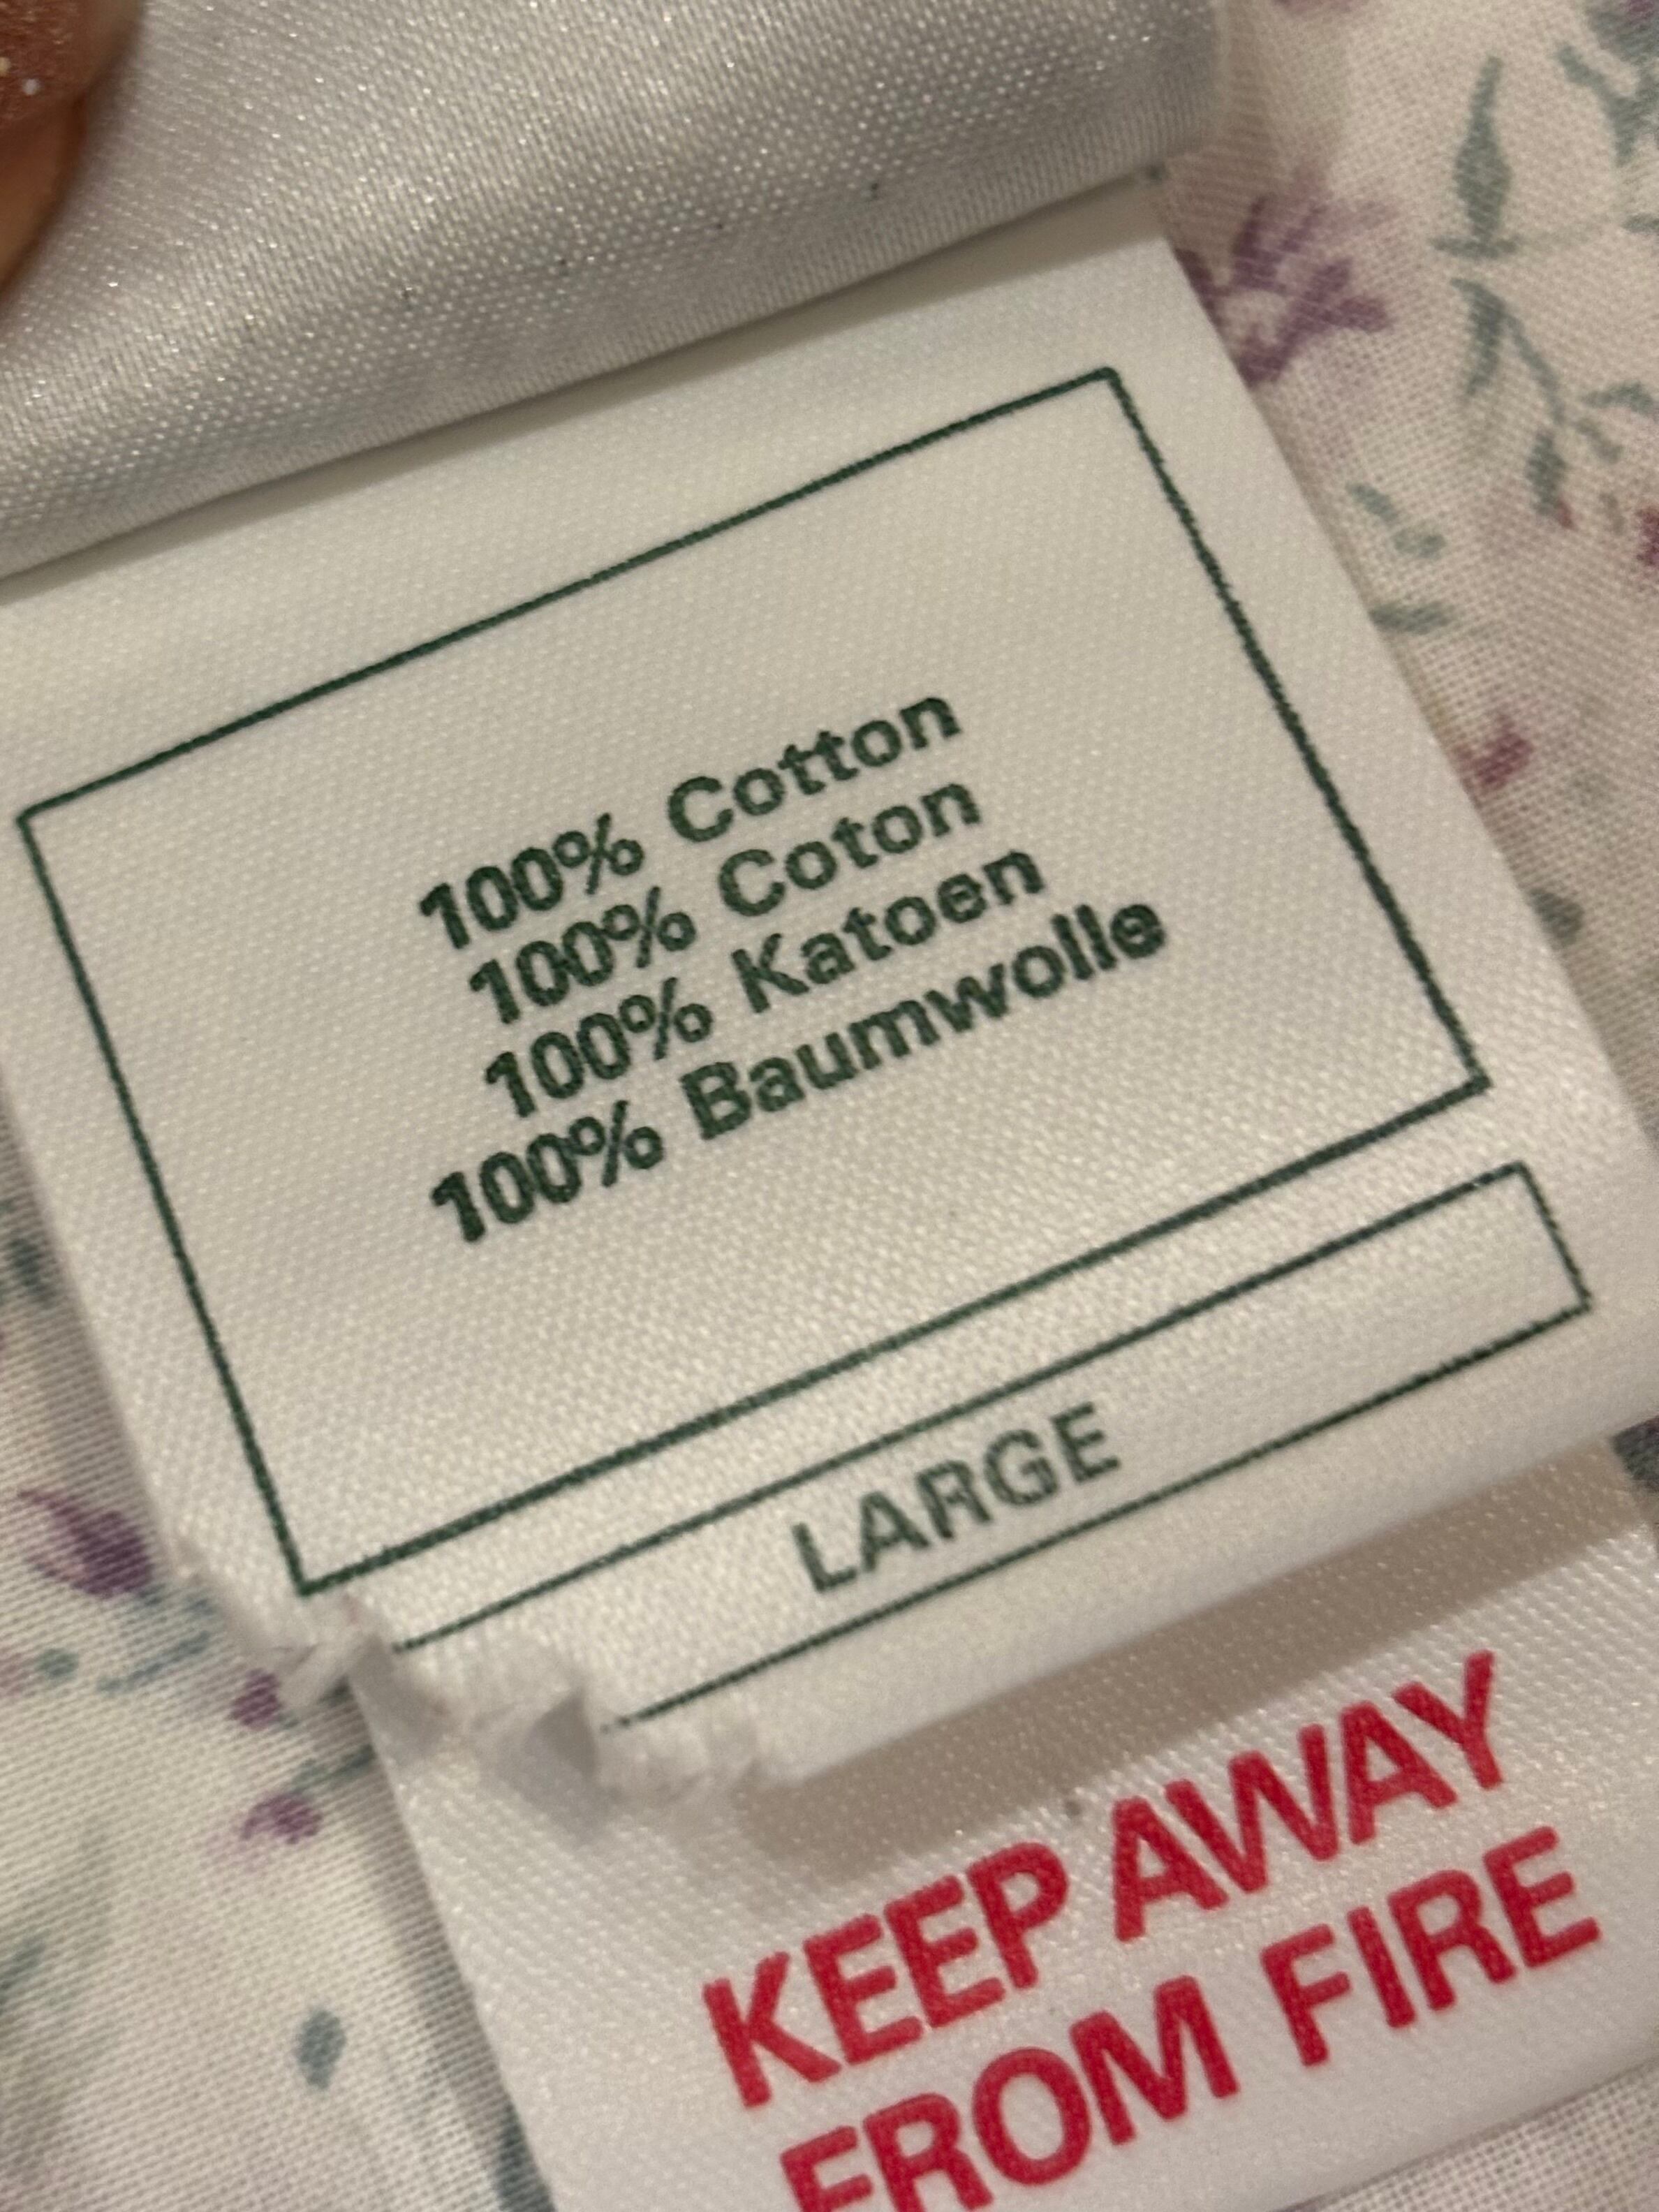 100% Cotton
100% Coton
100% Katoen
100% Baumwolle
LARGE
KEEP AWAY
FROM FIRE